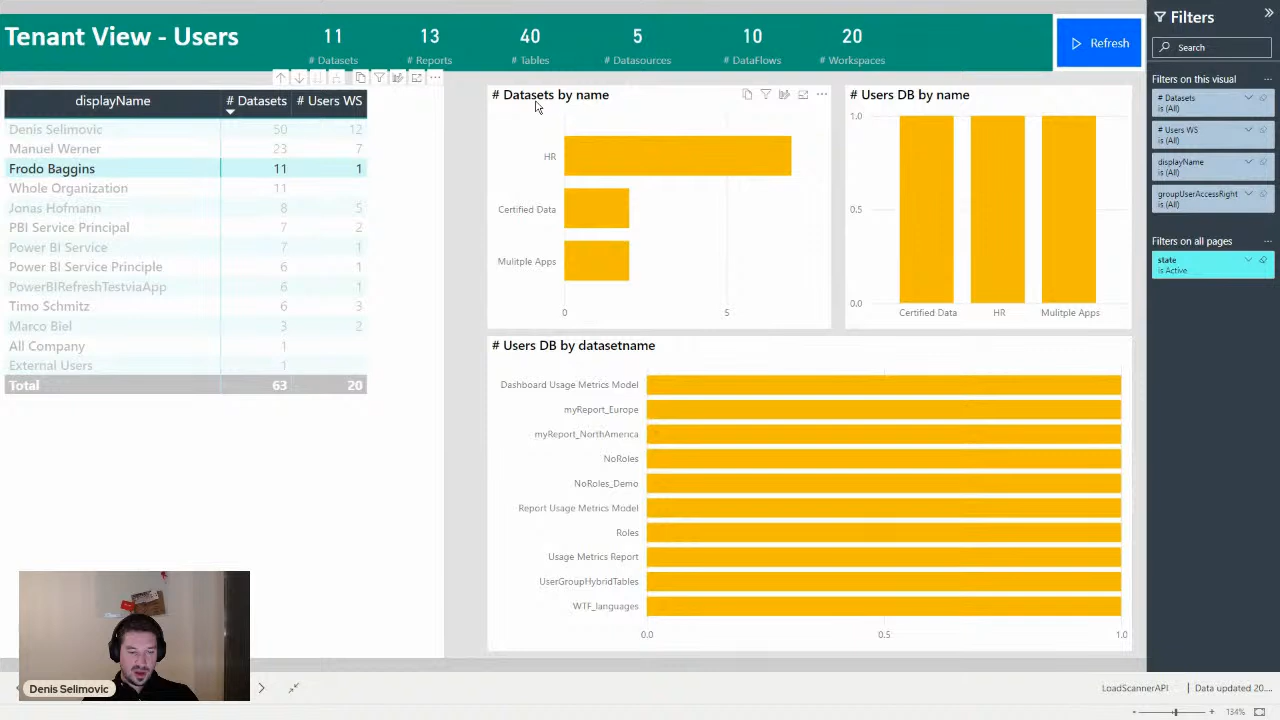 Tenant View - Users
11
# Datasets
13
# Reports
40
# Tables
5
# Datasources
10
# DataFlows
20
# Workspaces
Refresh
displayName # Datasets # Users WS
Denis Selimovic 50 12
Manuel Werner 23 7
Frodo Baggins 11 1
Whole Organization 11
Jonas Hofmann 8 5
PBI Service Principal 7 2
Power BI Service 7 1
Power BI Service Principle 6 1
PowerBIRefreshTestviaApp 6 1
Timo Schmitz 6 3
Marco Biel 3 2
All Company 1
External Users 1
Total 63 20
# Datasets by name
HR
Certified Data
Mulitple Apps
0 5
# Users DB by name
1.0
0.5
0.0
Certified Data HR Mulitple Apps
# Users DB by datasetname
Dashboard Usage Metrics Model
myReport_Europe
myReport_NorthAmerica
NoRoles
NoRoles_Demo
Report Usage Metrics Model
Roles
Usage Metrics Report
UserGroupHybridTables
WTF_languages
0.0 0.5 1.0
Filters
Search
Filters on this visual
# Datasets
is (All)
# Users WS
is (All)
displayName
is (All)
groupUserAccessRight
is (All)
Filters on all pages
state
is Active
Denis Selimovic
LoadScannerAPI
Data updated 20....
134%